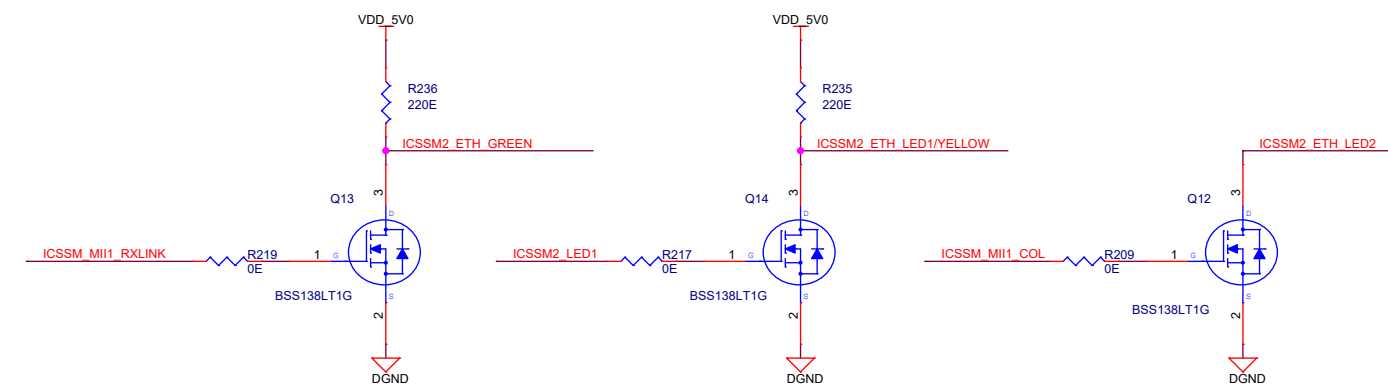 VDD_5V0
VDD_5V0
R236
220E
R235
220E
ICSSM2_ETH_GREEN
ICSSM2_ETH_LED1/YELLOW
ICSSM2_ETH_LED2
3
3
3
Q13
Q14
Q12
D
D
D
ICSSM_MII1_RXLINK
R219
0E
1
G
ICSSM2_LED1
R217
0E
1
G
ICSSM_MII1_COL
R209
0E
1
G
BSS138LT1G
S
BSS138LT1G
S
BSS138LT1G
S
2
2
2
DGND
DGND
DGND